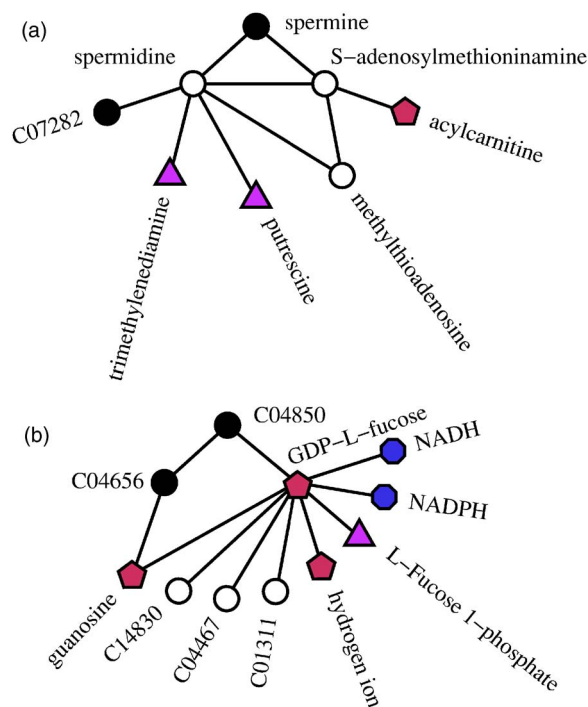 (a)
spermine
spermidine
S–adenosylmethioninamine
C07282
acylcarnitine
trimethylenediamine
putrescine
methylthioadenosine
(b)
C04850
GDP–L–fucose
NADH
C04656
NADPH
L–Fucose 1–phosphate
guanosine
C14830
C04467
C01311
hydrogen ion